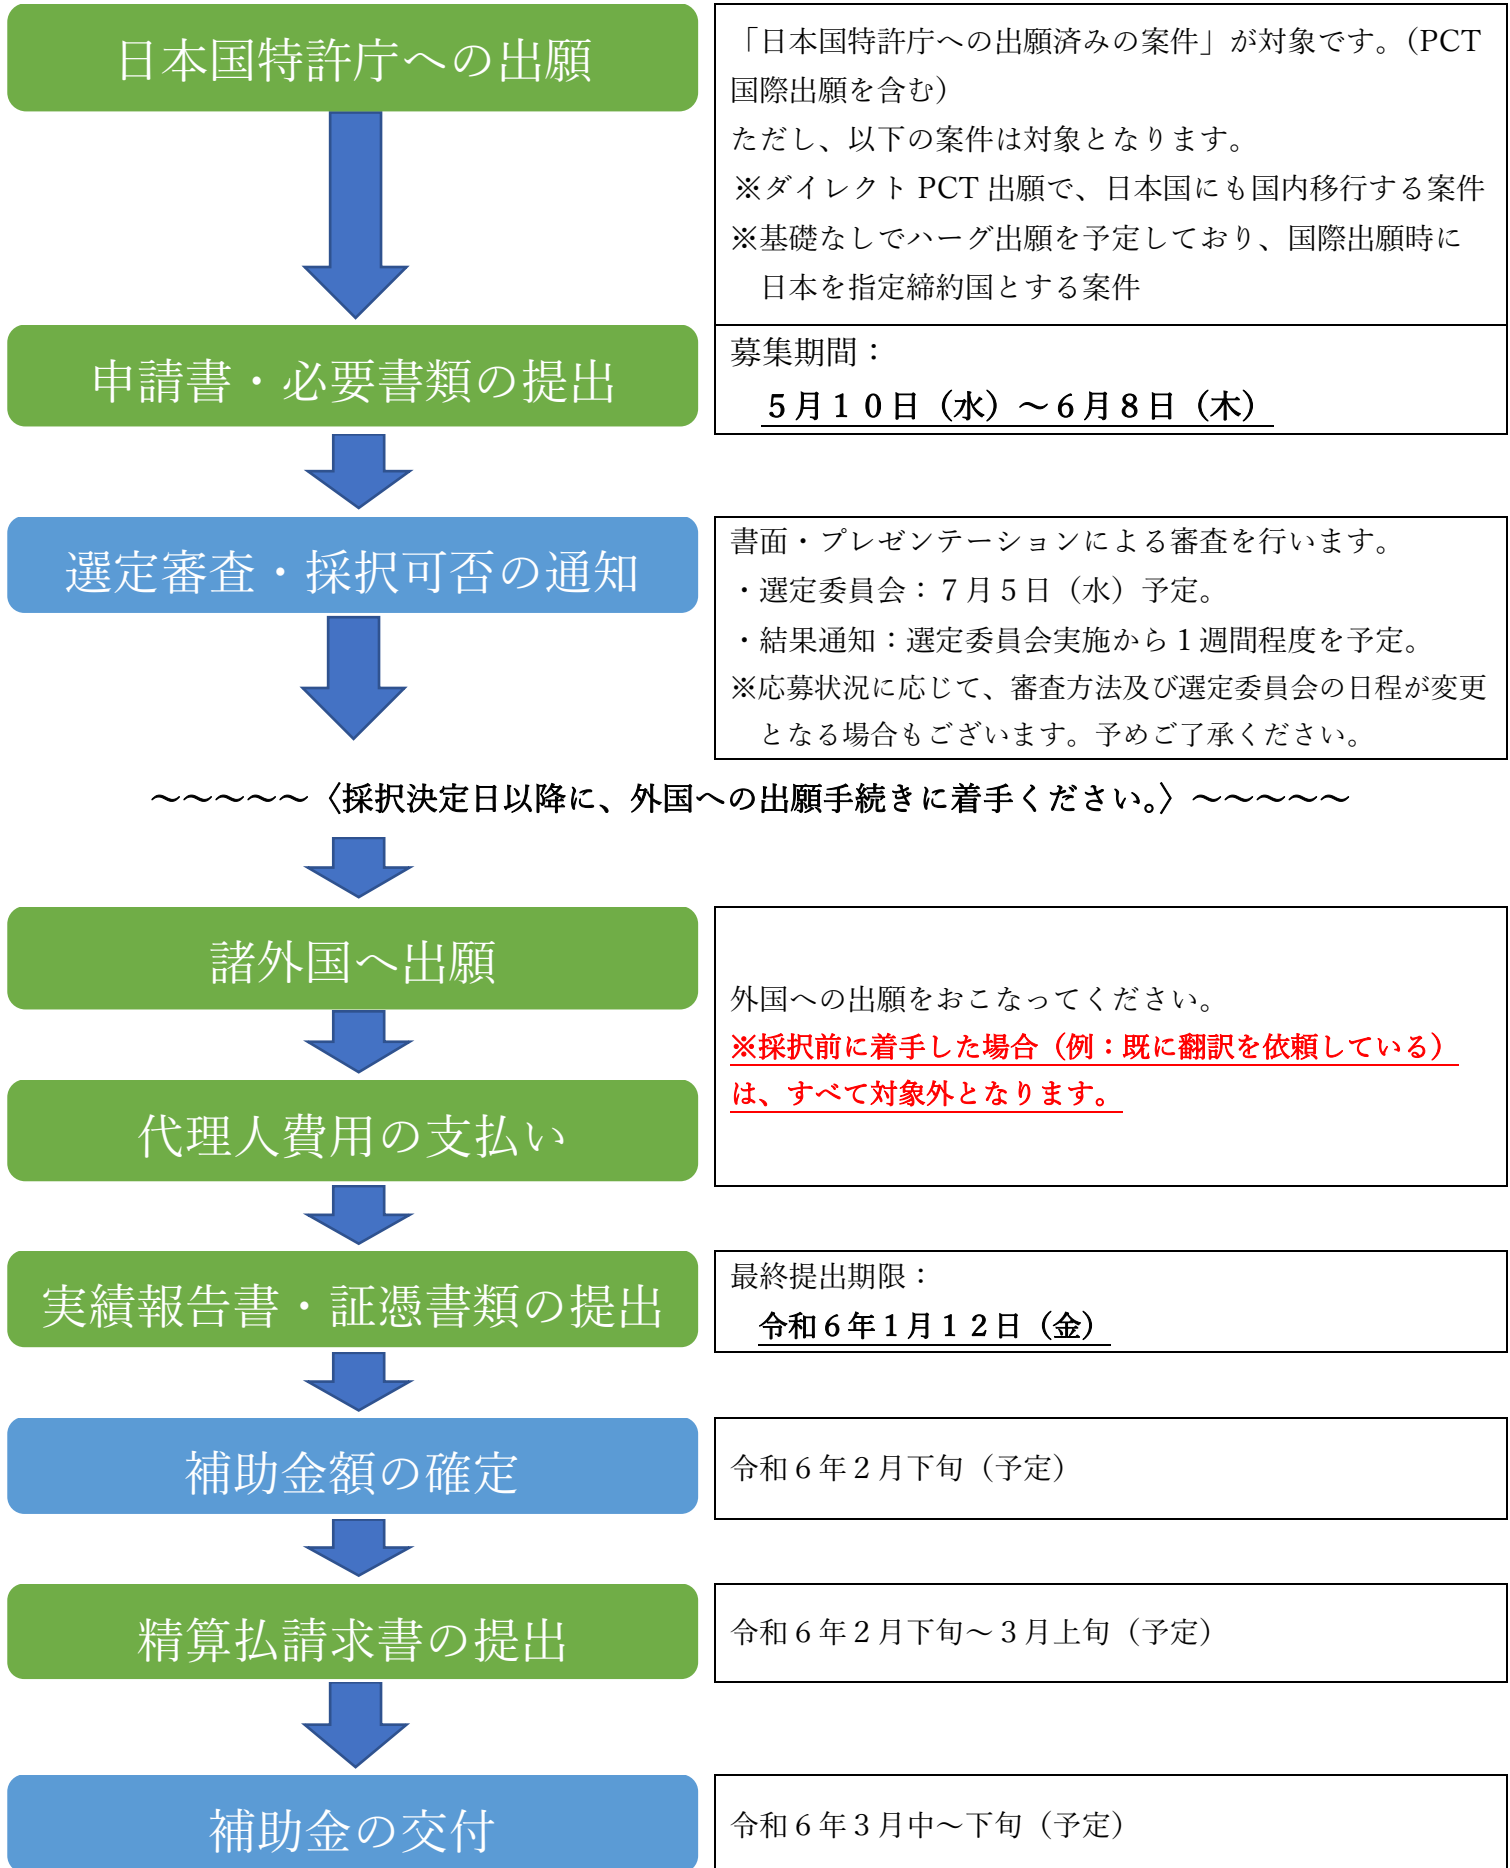 日本国特許庁への出願
「日本国特許庁への出願済みの案件」が対象です。（PCT
国際出願を含む）
ただし、以下の案件は対象となります。
※ダイレクト PCT 出願で、日本国にも国内移行する案件
※基礎なしでハーグ出願を予定しており、国際出願時に
日本を指定締約国とする案件
申請書・必要書類の提出
募集期間：
５月１０日（水）～６月８日（木）
選定審査・採択可否の通知
書面・プレゼンテーションによる審査を行います。
・選定委員会：７月５日（水）予定。
・結果通知：選定委員会実施から１週間程度を予定。
※応募状況に応じて、審査方法及び選定委員会の日程が変更
となる場合もございます。予めご了承ください。
～～～～～〈採択決定日以降に、外国への出願手続きに着手ください。〉～～～～～
諸外国へ出願
外国への出願をおこなってください。
※採択前に着手した場合（例：既に翻訳を依頼している）
は、すべて対象外となります。
代理人費用の支払い
実績報告書・証憑書類の提出
最終提出期限：
令和６年１月１２日（金）
補助金額の確定
令和６年２月下旬（予定）
精算払請求書の提出
令和６年２月下旬～３月上旬（予定）
補助金の交付
令和６年３月中～下旬（予定）